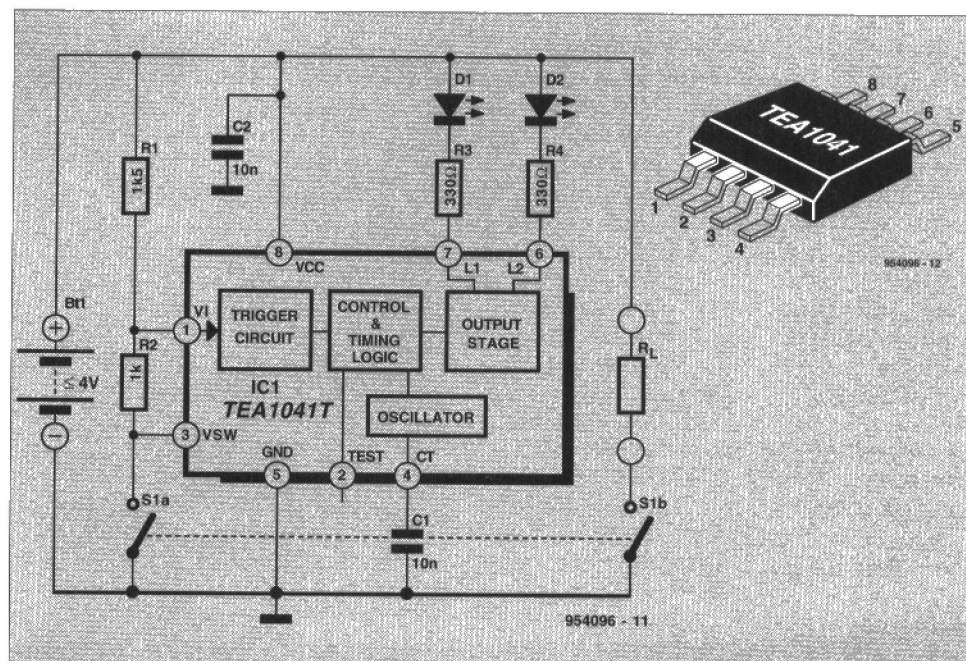 D1
D2
C2
10n
R1
1k5
R3
330Ω
R4
330Ω
8
7
6
5
TEA1041
1
2
3
4
954096 - 12
8
VCC
7
L1
L2
6
Bt1
+
≤ 4V
−
1
VI
R2
1k
TRIGGER
CIRCUIT
CONTROL
&
TIMING
LOGIC
OUTPUT
STAGE
IC1
TEA1041T
OSCILLATOR
RL
3
VSW
GND
5
TEST
2
CT
4
S1a
C1
10n
S1b
954096 - 11